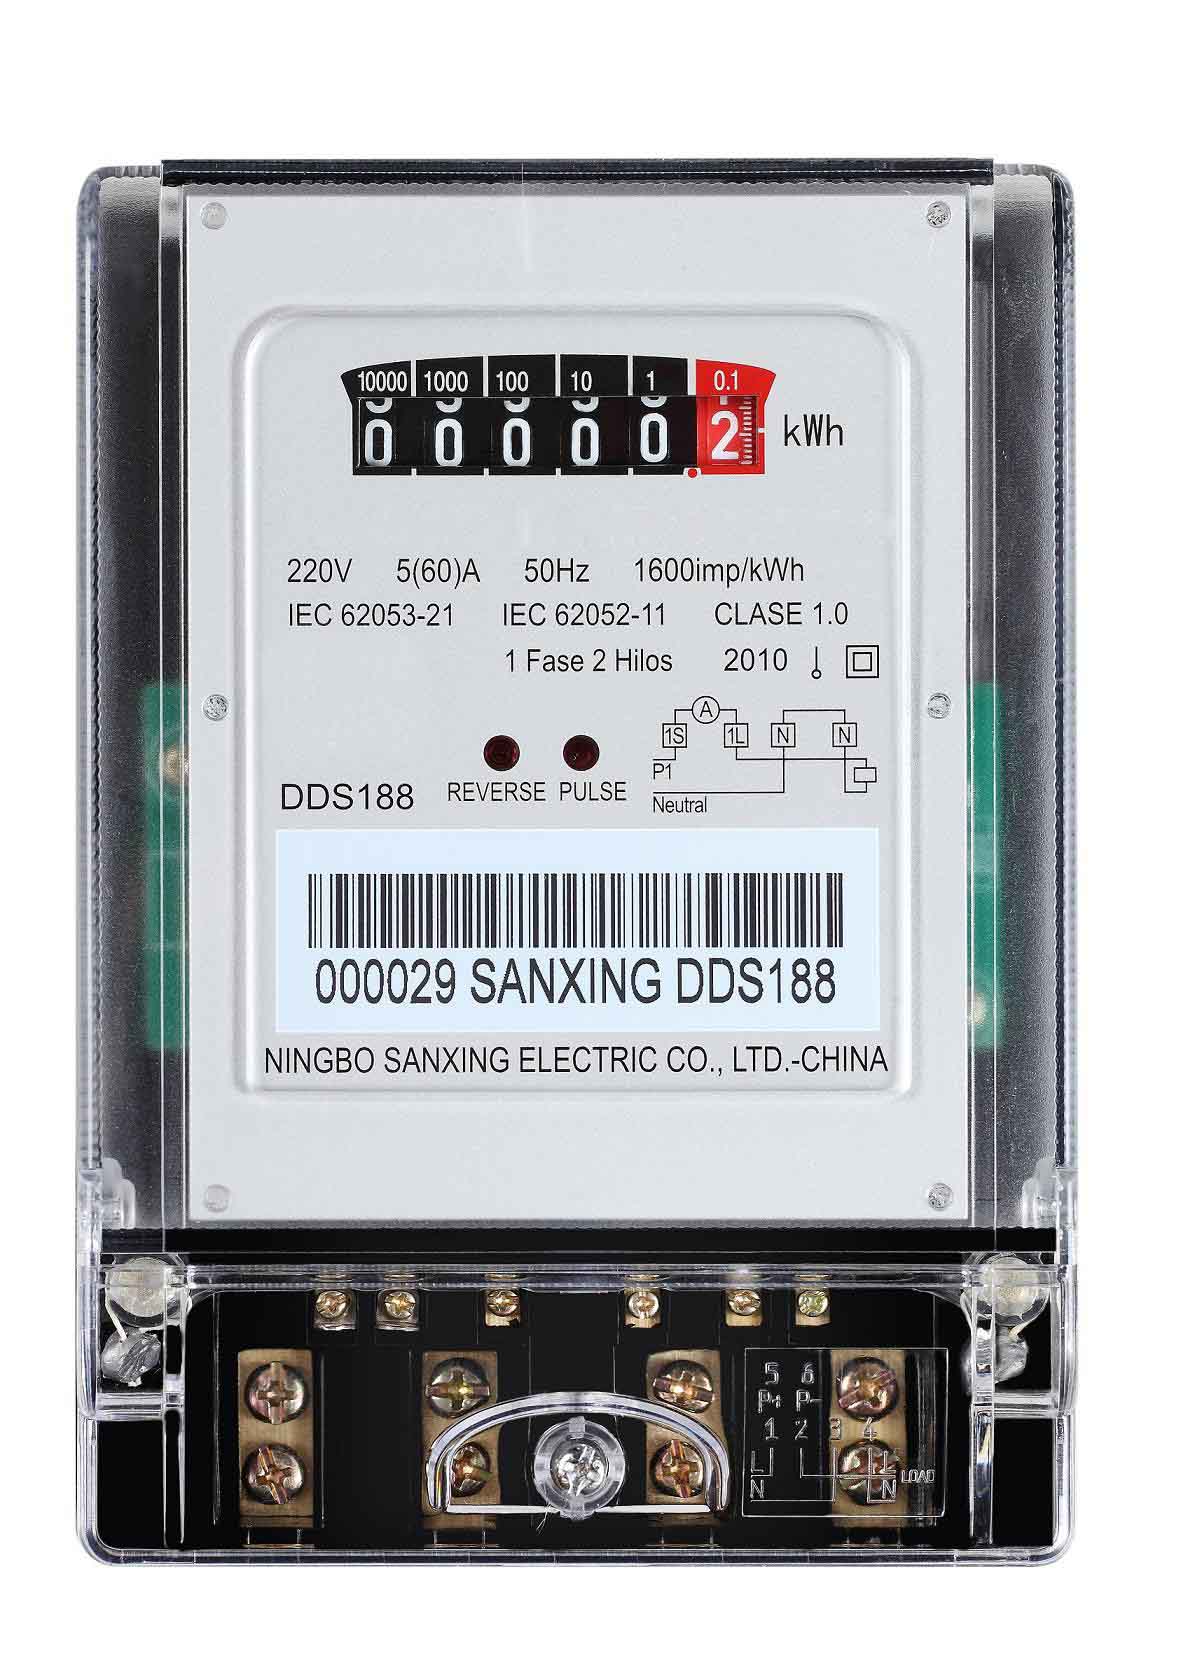 10000 1000 100 10 1 0.1
0 0 0 0 0 2 kWh
220V 5(60)A 50Hz 1600imp/kWh
IEC 62053-21 IEC 62052-11 CLASE 1.0
1 Fase 2 Hilos 2010
A
1S 1L N N
P1
Neutral
DDS188 REVERSE PULSE
000029 SANXING DDS188
NINGBO SANXING ELECTRIC CO., LTD.-CHINA
5 6
P+ P-
1 2 3 4
L L LOAD
N N